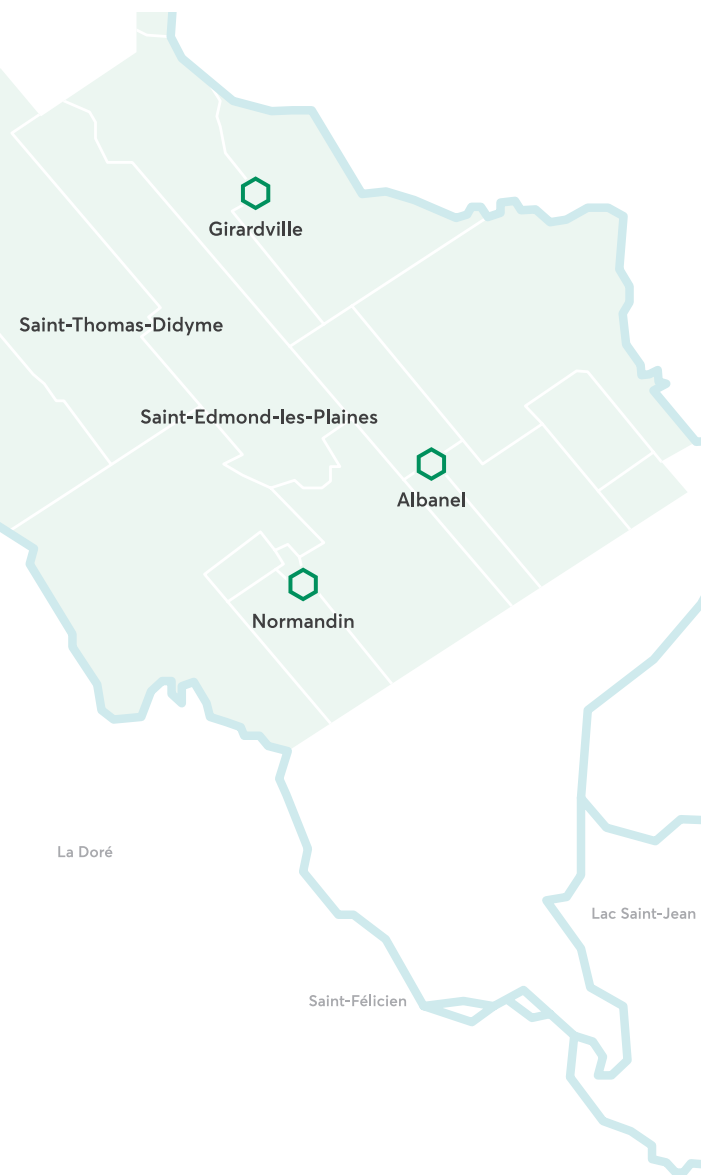 Girardville
Saint-Thomas-Didyme
Saint-Edmond-les-Plaines
Albanel
Normandin
La Doré
Lac Saint-Jean
Saint-Félicien